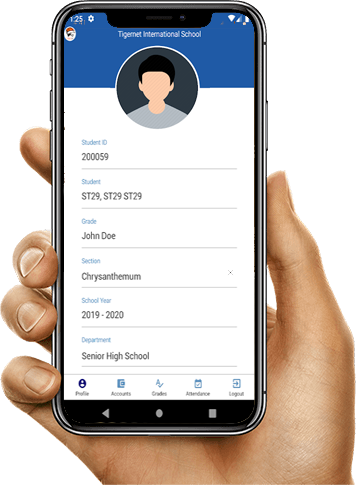 1:25
Tigernet International School
Student ID
200059
Student
ST29, ST29 ST29
Grade
John Doe
Section
Chrysanthemum
School Year
2019 - 2020
Department
Senior High School
Profile
Accounts
Grades
Attendance
Logout